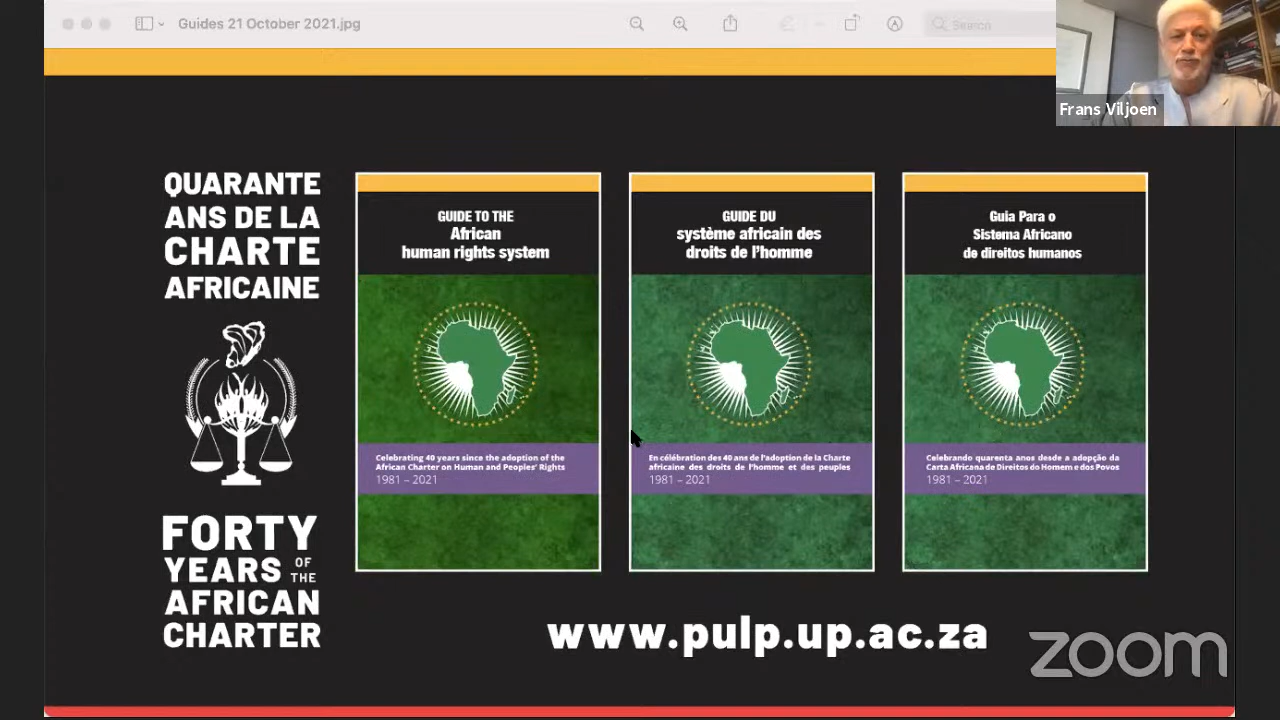 Guides 21 October 2021.jpg
Search
Frans Viljoen
QUARANTE
ANS DE LA
CHARTE
AFRICAINE
FORTY
YEARS OF THE
AFRICAN
CHARTER
GUIDE TO THE
African
human rights system
Celebrating 40 years since the adoption of the
African Charter on Human and Peoples' Rights
1981 – 2021
GUIDE DU
système africain des
droits de l'homme
En célébration des 40 ans de l'adoption de la Charte
africaine des droits de l'homme et des peuples
1981 – 2021
Guia Para o
Sistema Africano
de direitos humanos
Celebrando quarenta anos desde a adopção da
Carta Africana de Direitos do Homem e dos Povos
1981 – 2021
www.pulp.up.ac.za
zoom